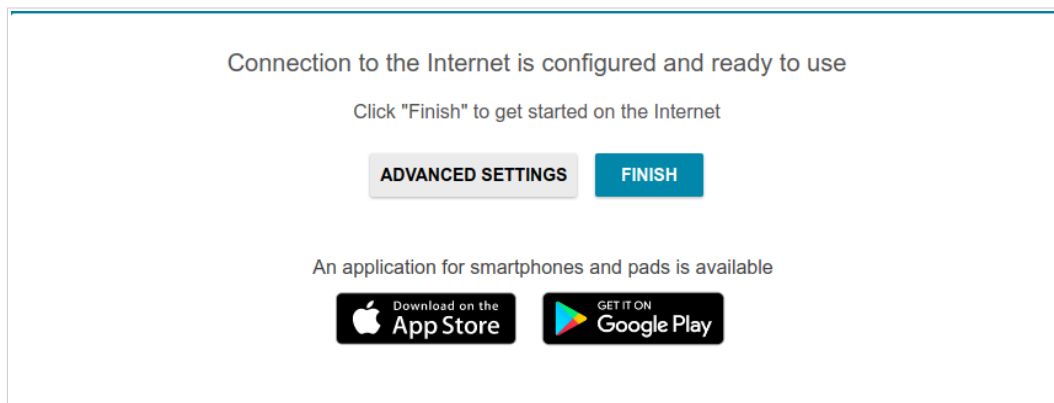 Connection to the Internet is configured and ready to use
Click "Finish" to get started on the Internet
ADVANCED SETTINGS
FINISH
An application for smartphones and pads is available
Download on the
App Store
GET IT ON
Google Play